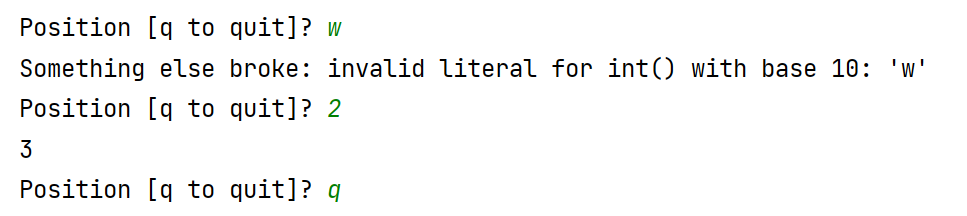 Position [q to quit]? w
Something else broke: invalid literal for int() with base 10: 'w'
Position [q to quit]? 2
3
Position [q to quit]? q